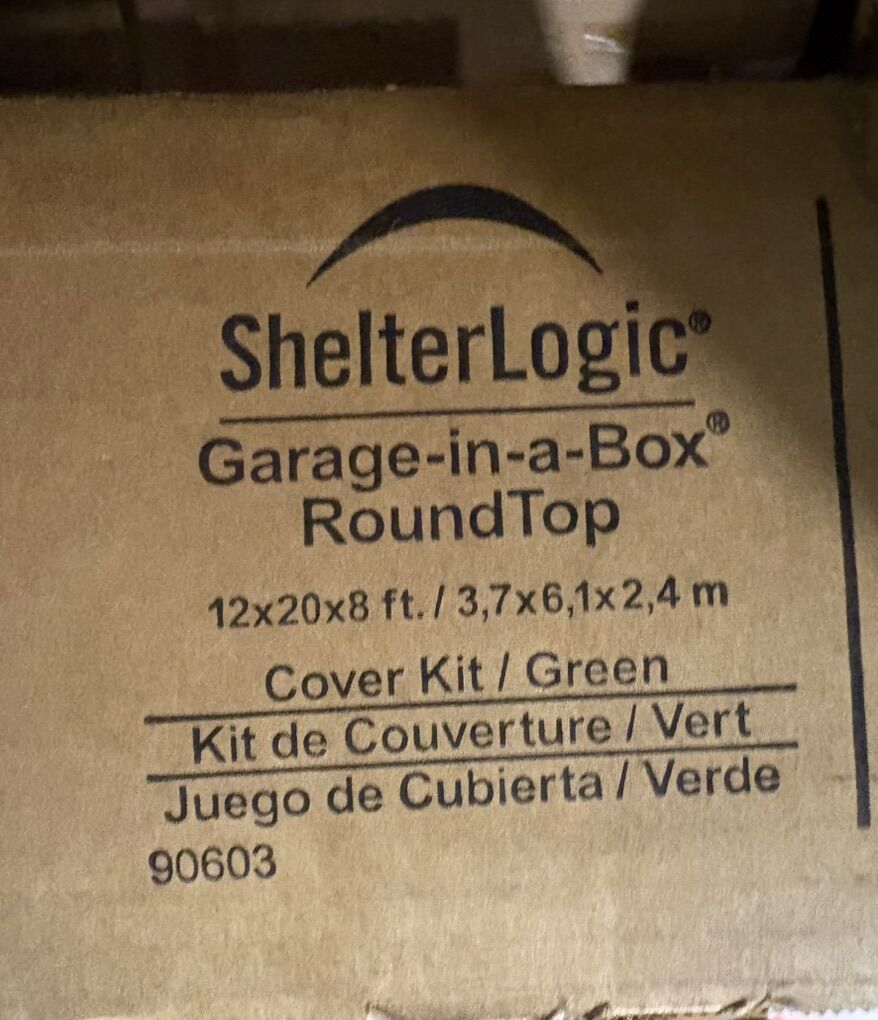 ShelterLogic®
Garage-in-a-Box®
RoundTop
12x20x8 ft. / 3,7x6,1x2,4 m
Cover Kit / Green
Kit de Couverture / Vert
Juego de Cubierta / Verde
90603